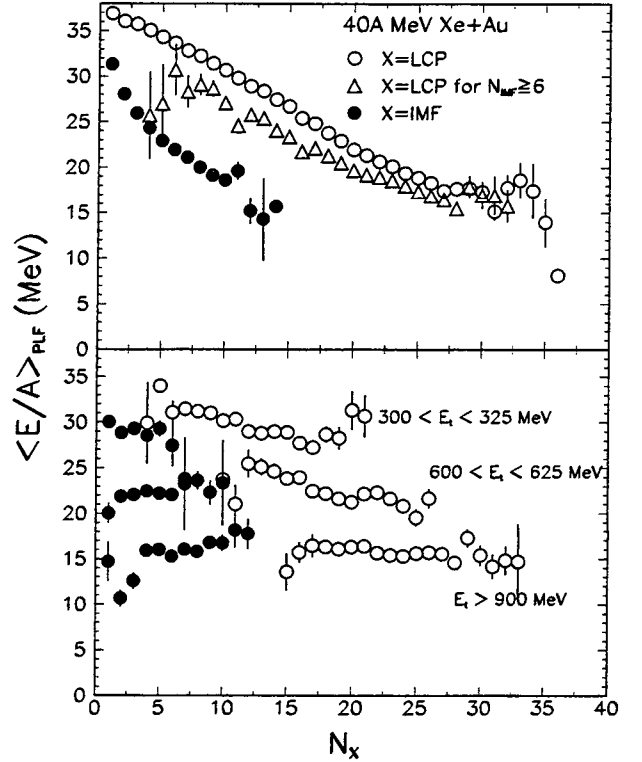 40A MeV Xe+Au
X=LCP
X=LCP for N_IMF≥6
X=IMF
35
30
25
20
15
10
5
0
<E/A>_PLF (MeV)
35
30
25
20
15
10
5
0
300 < E_t < 325 MeV
600 < E_t < 625 MeV
E_t > 900 MeV
0 5 10 15 20 25 30 35 40
N_x